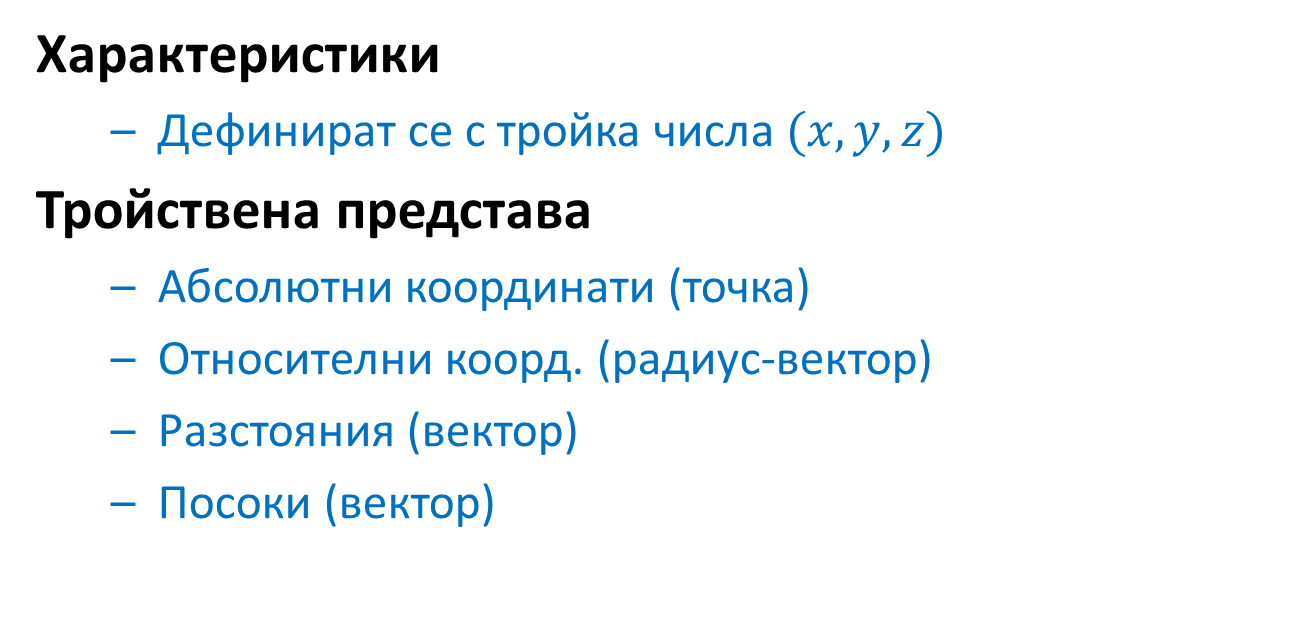 Характеристики
– Дефинират се с тройка числа (x, y, z)
Тройствена представа
– Абсолютни координати (точка)
– Относителни коорд. (радиус-вектор)
– Разстояния (вектор)
– Посоки (вектор)